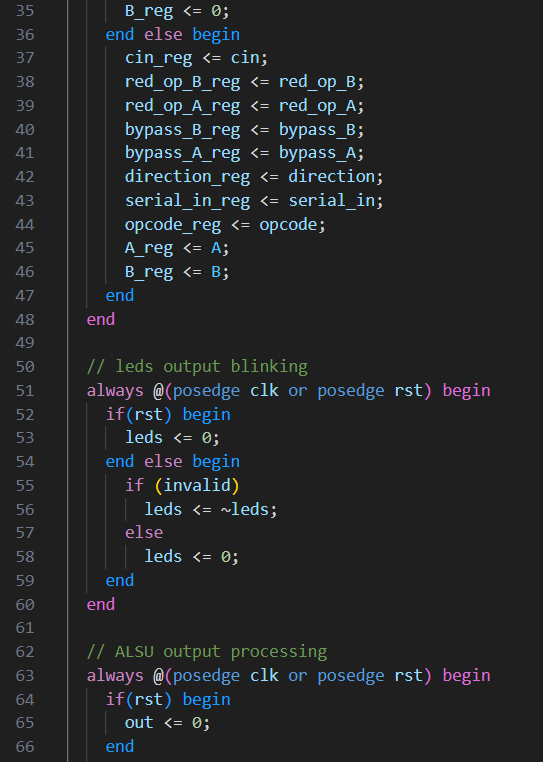 35 B_reg <= 0;
36 end else begin
37 cin_reg <= cin;
38 red_op_B_reg <= red_op_B;
39 red_op_A_reg <= red_op_A;
40 bypass_B_reg <= bypass_B;
41 bypass_A_reg <= bypass_A;
42 direction_reg <= direction;
43 serial_in_reg <= serial_in;
44 opcode_reg <= opcode;
45 A_reg <= A;
46 B_reg <= B;
47 end
48 end
49
50 // leds output blinking
51 always @(posedge clk or posedge rst) begin
52 if(rst) begin
53 leds <= 0;
54 end else begin
55 if (invalid)
56 leds <= ~leds;
57 else
58 leds <= 0;
59 end
60 end
61
62 // ALSU output processing
63 always @(posedge clk or posedge rst) begin
64 if(rst) begin
65 out <= 0;
66 end